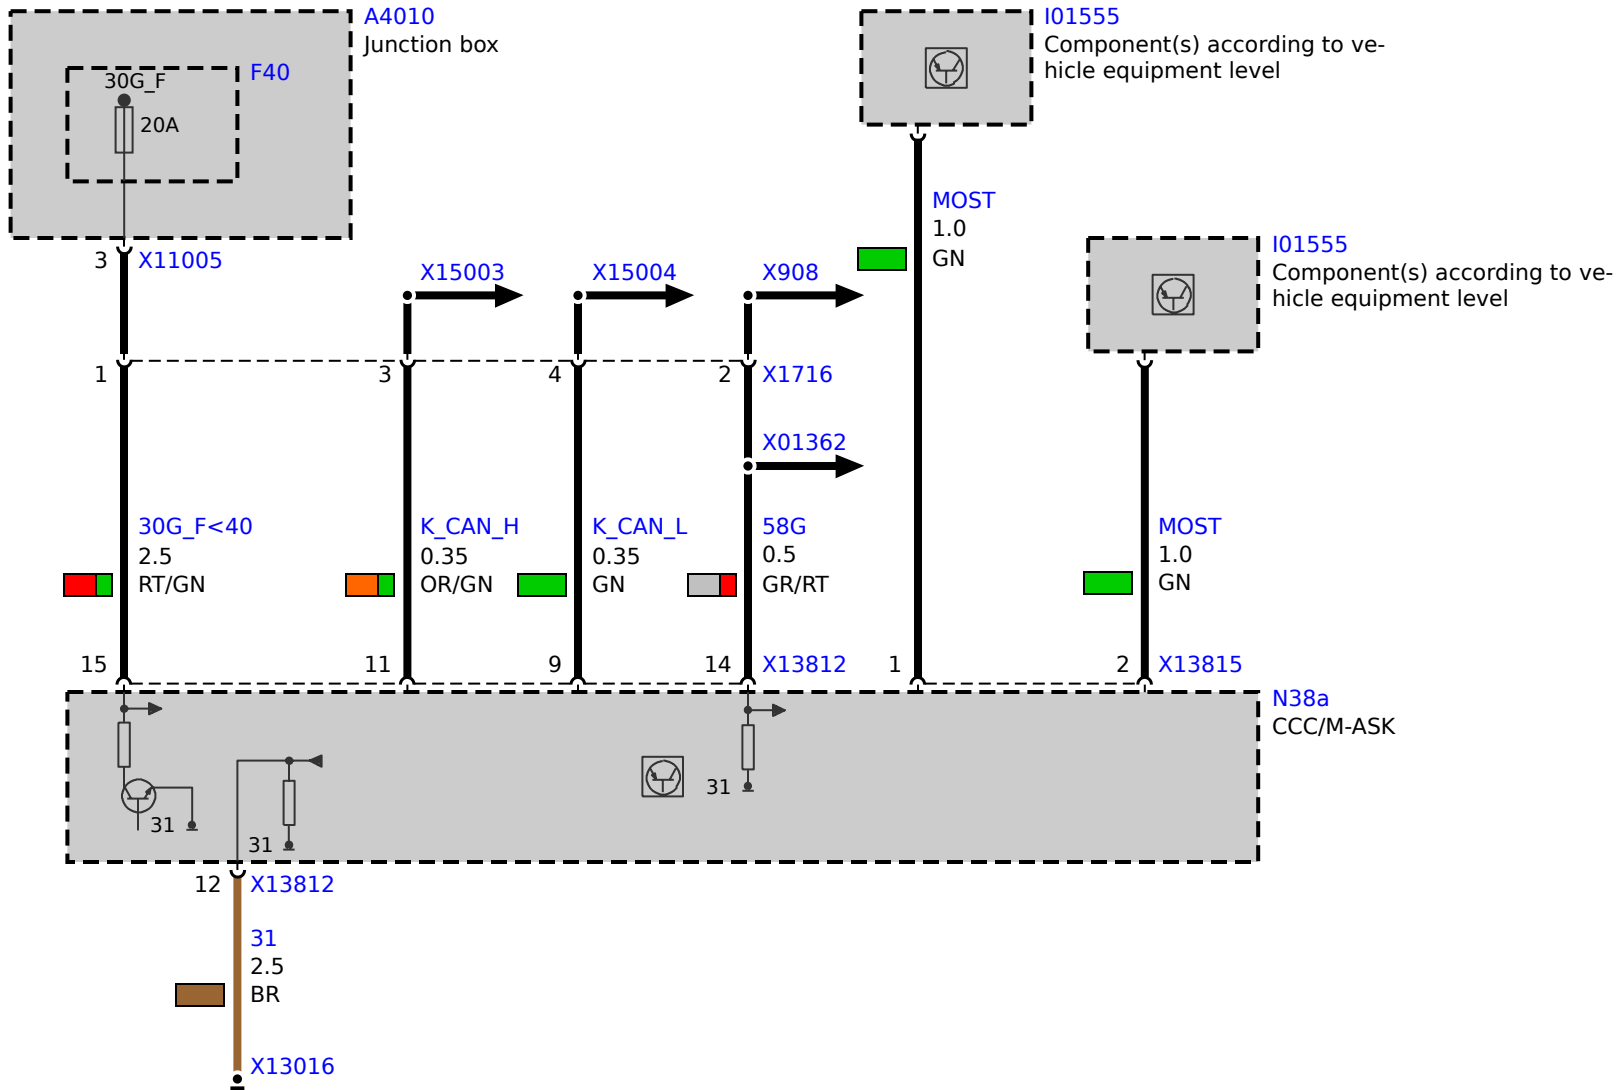 A4010
Junction box
30G_F
F40
20A
I01555
Component(s) according to ve-
hicle equipment level
MOST
1.0
GN
I01555
Component(s) according to ve-
hicle equipment level
3 X11005
X15003
X15004
X908
1
3
4
2 X1716
X01362
30G_F<40
2.5
RT/GN
K_CAN_H
0.35
OR/GN
K_CAN_L
0.35
GN
58G
0.5
GR/RT
MOST
1.0
GN
15
11
9
14 X13812
1
2 X13815
N38a
CCC/M-ASK
31
31
31
12 X13812
31
2.5
BR
X13016